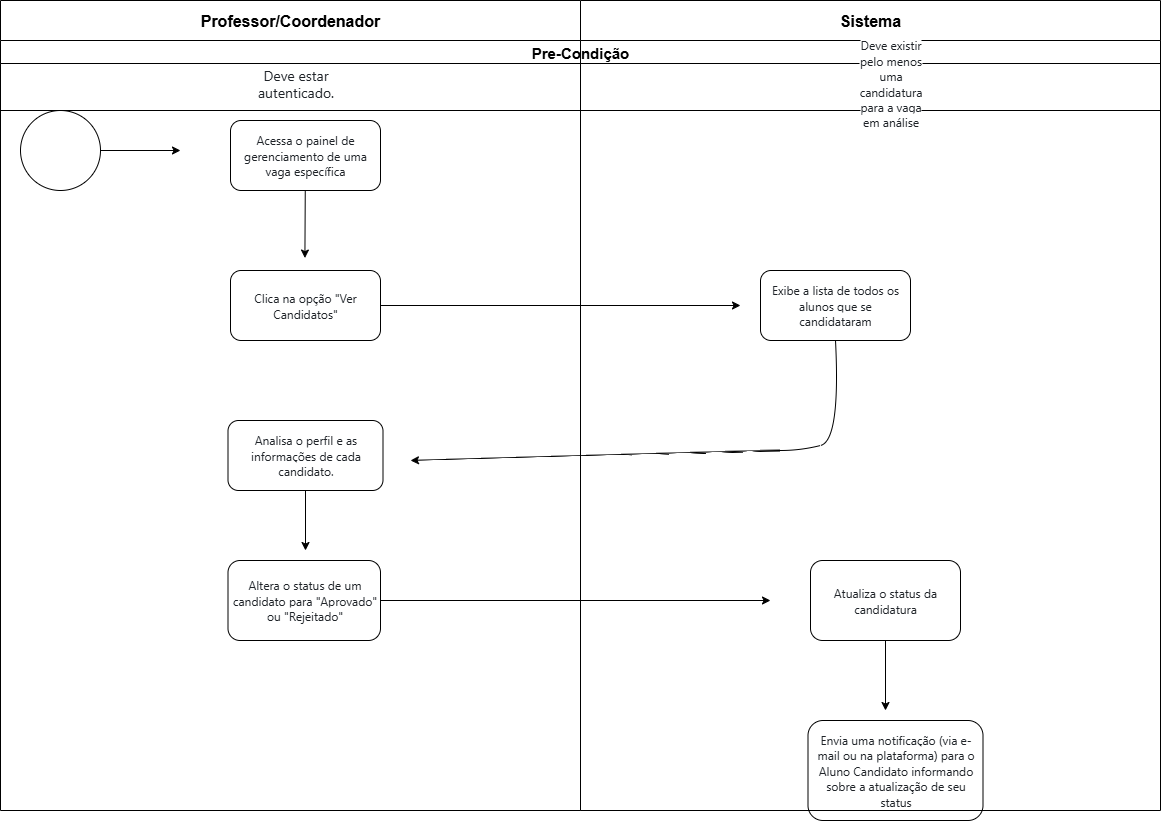 Professor/Coordenador
Sistema
Pre-Condição
Deve estar
autenticado.
Deve existir
pelo menos
uma
candidatura
para a vaga
em análise
Acessa o painel de
gerenciamento de uma
vaga específica
Clica na opção "Ver
Candidatos"
Exibe a lista de todos os
alunos que se
candidataram
Analisa o perfil e as
informações de cada
candidato.
Altera o status de um
candidato para "Aprovado"
ou "Rejeitado"
Atualiza o status da
candidatura
Envia uma notificação (via e-
mail ou na plataforma) para o
Aluno Candidato informando
sobre a atualização de seu
status